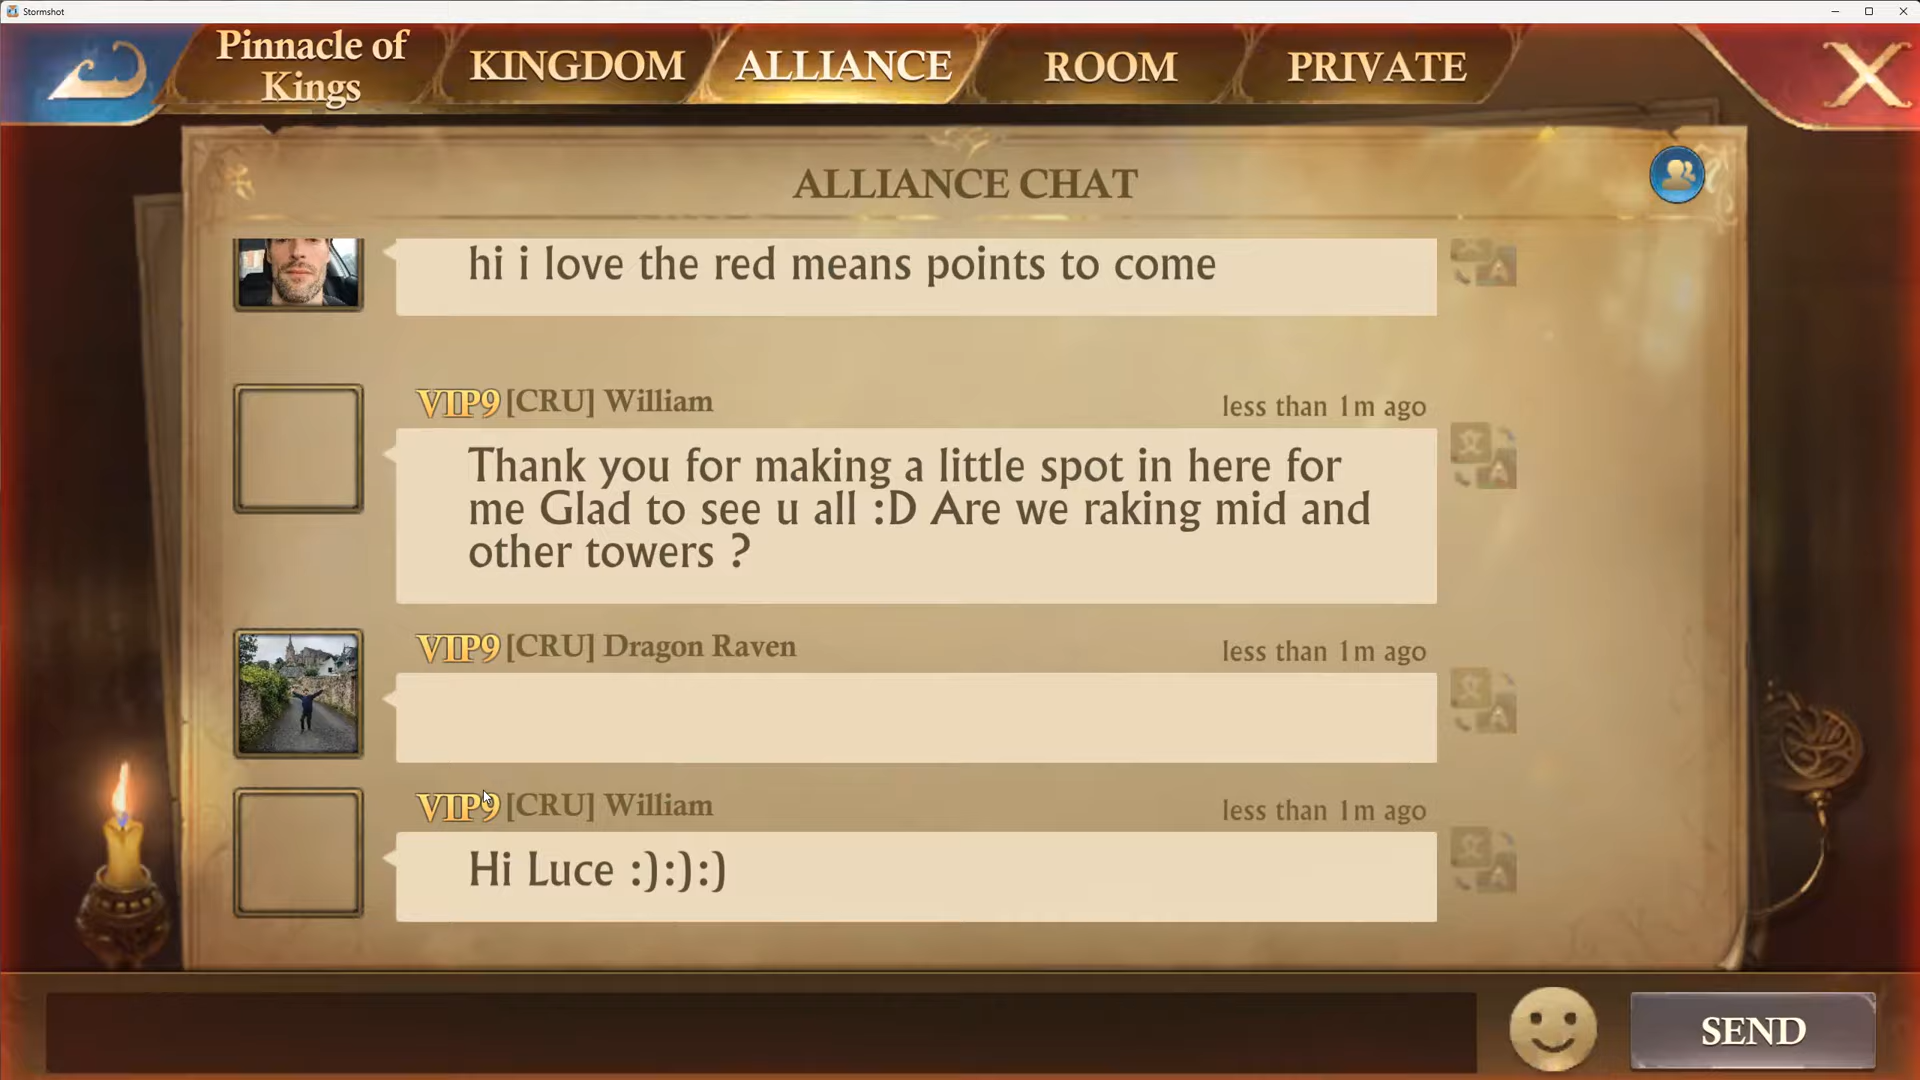 Stormshot
Pinnacle of
Kings
KINGDOM
ALLIANCE
ROOM
PRIVATE
ALLIANCE CHAT
hi i love the red means points to come
VIP9 [CRU] William
less than 1m ago
Thank you for making a little spot in here for
me Glad to see u all :D Are we raking mid and
other towers ?
VIP9 [CRU] Dragon Raven
less than 1m ago
VIP9 [CRU] William
less than 1m ago
Hi Luce :):):)
SEND